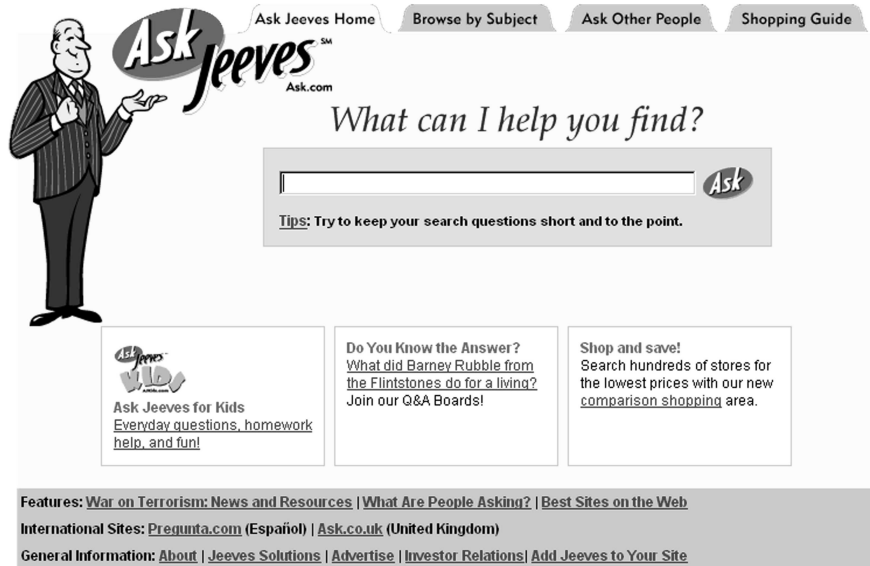 Ask Jeeves Home
Browse by Subject
Ask Other People
Shopping Guide
Ask
Jeeves SM
Ask.com
What can I help you find?
Ask
Tips: Try to keep your search questions short and to the point.
Ask
Jeeves
KIDS
Ask Jeeves for Kids
Everyday questions, homework
help, and fun!
Do You Know the Answer?
What did Barney Rubble from
the Flintstones do for a living?
Join our Q&A Boards!
Shop and save!
Search hundreds of stores for
the lowest prices with our new
comparison shopping area.
Features: War on Terrorism: News and Resources | What Are People Asking? | Best Sites on the Web
International Sites: Pregunta.com (Español) | Ask.co.uk (United Kingdom)
General Information: About | Jeeves Solutions | Advertise | Investor Relations| Add Jeeves to Your Site